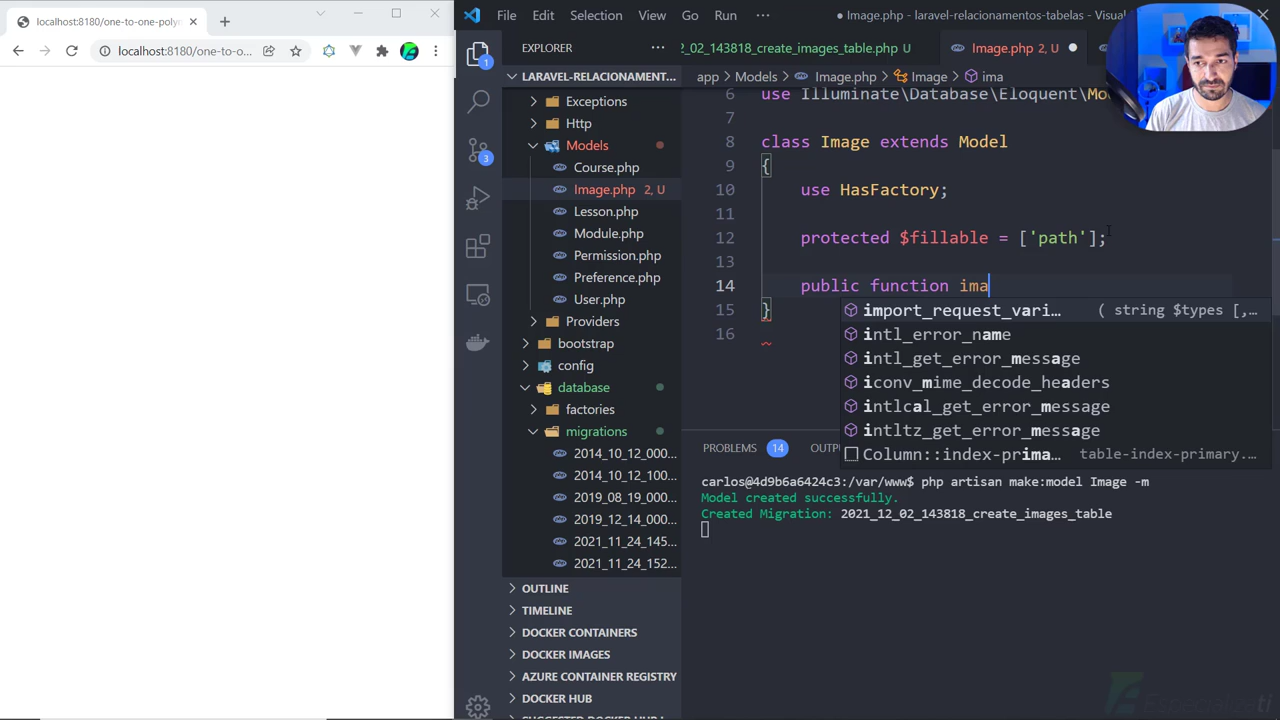 localhost:8180/one-to-one-poly
localhost:8180/one-to-o...
File Edit Selection View Go Run ···
Image.php - laravel-relacionamentos-tabelas - Visual
EXPLORER
LARAVEL-RELACIONAMENT...
Exceptions
Http
Models
Course.php
Image.php 2, U
Lesson.php
Module.php
Permission.php
Preference.php
User.php
Providers
bootstrap
config
database
factories
migrations
2014_10_12_000...
2014_10_12_100...
2019_08_19_000...
2019_12_14_000...
2021_11_24_145...
2021_11_24_152...
OUTLINE
TIMELINE
DOCKER CONTAINERS
DOCKER IMAGES
AZURE CONTAINER REGISTRY
DOCKER HUB
SUGGESTED DOCKER HUB I
1
3
_02_143818_create_images_table.php U
Image.php 2, U
app > Models > Image.php > Image > ima
6 use Illuminate\Database\Eloquent\Mo
7
8 class Image extends Model
9 {
10 use HasFactory;
11
12 protected $fillable = ['path'];
13
14 public function ima
15 }
16
import_request_vari... ( string $types [,...
intl_error_name
intl_get_error_message
iconv_mime_decode_headers
intlcal_get_error_message
intltz_get_error_message
Column::index-prima... table-index-primary....
PROBLEMS 14 OUTP
carlos@4d9b6a6424c3:/var/www$ php artisan make:model Image -m
Model created successfully.
Created Migration: 2021_12_02_143818_create_images_table
EspecializaTi